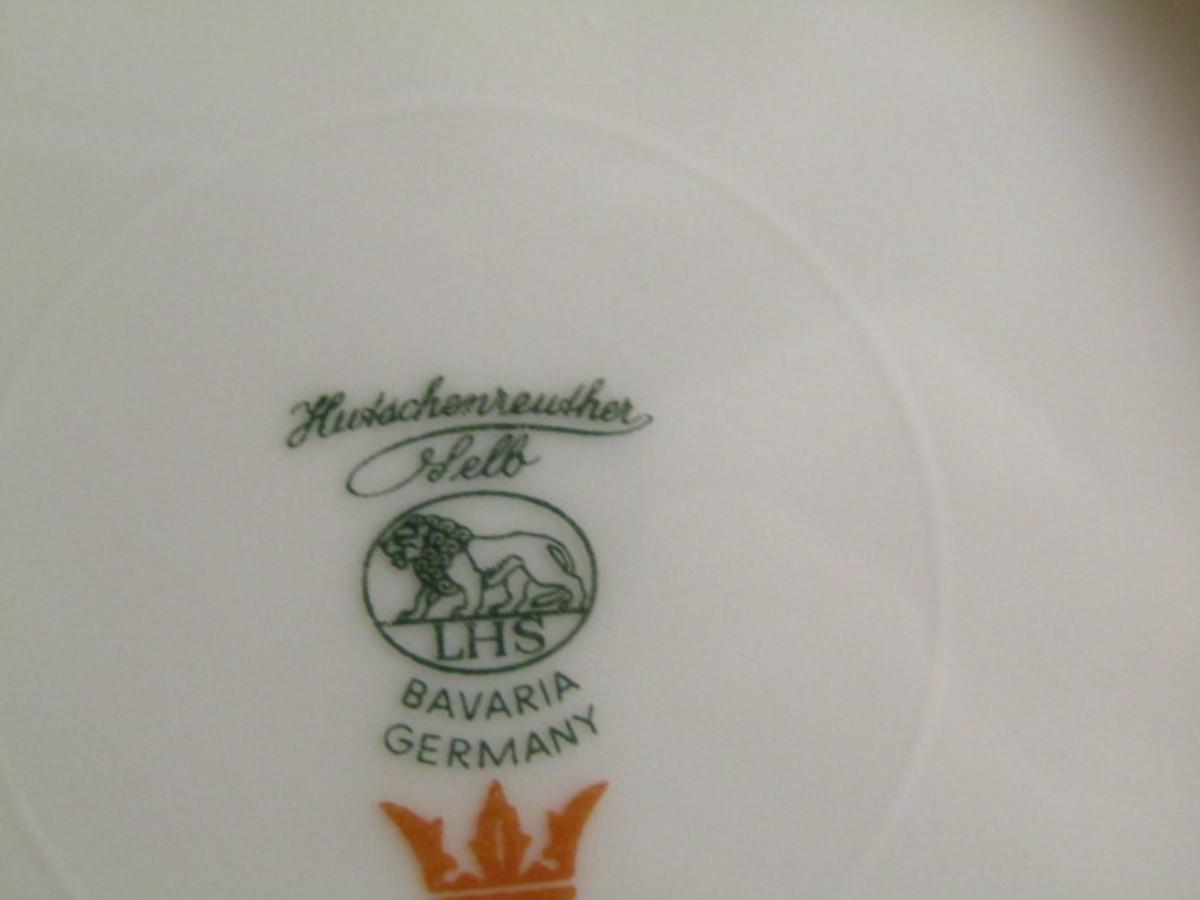 Hutschenreuther
Selb
LHS
BAVARIA
GERMANY